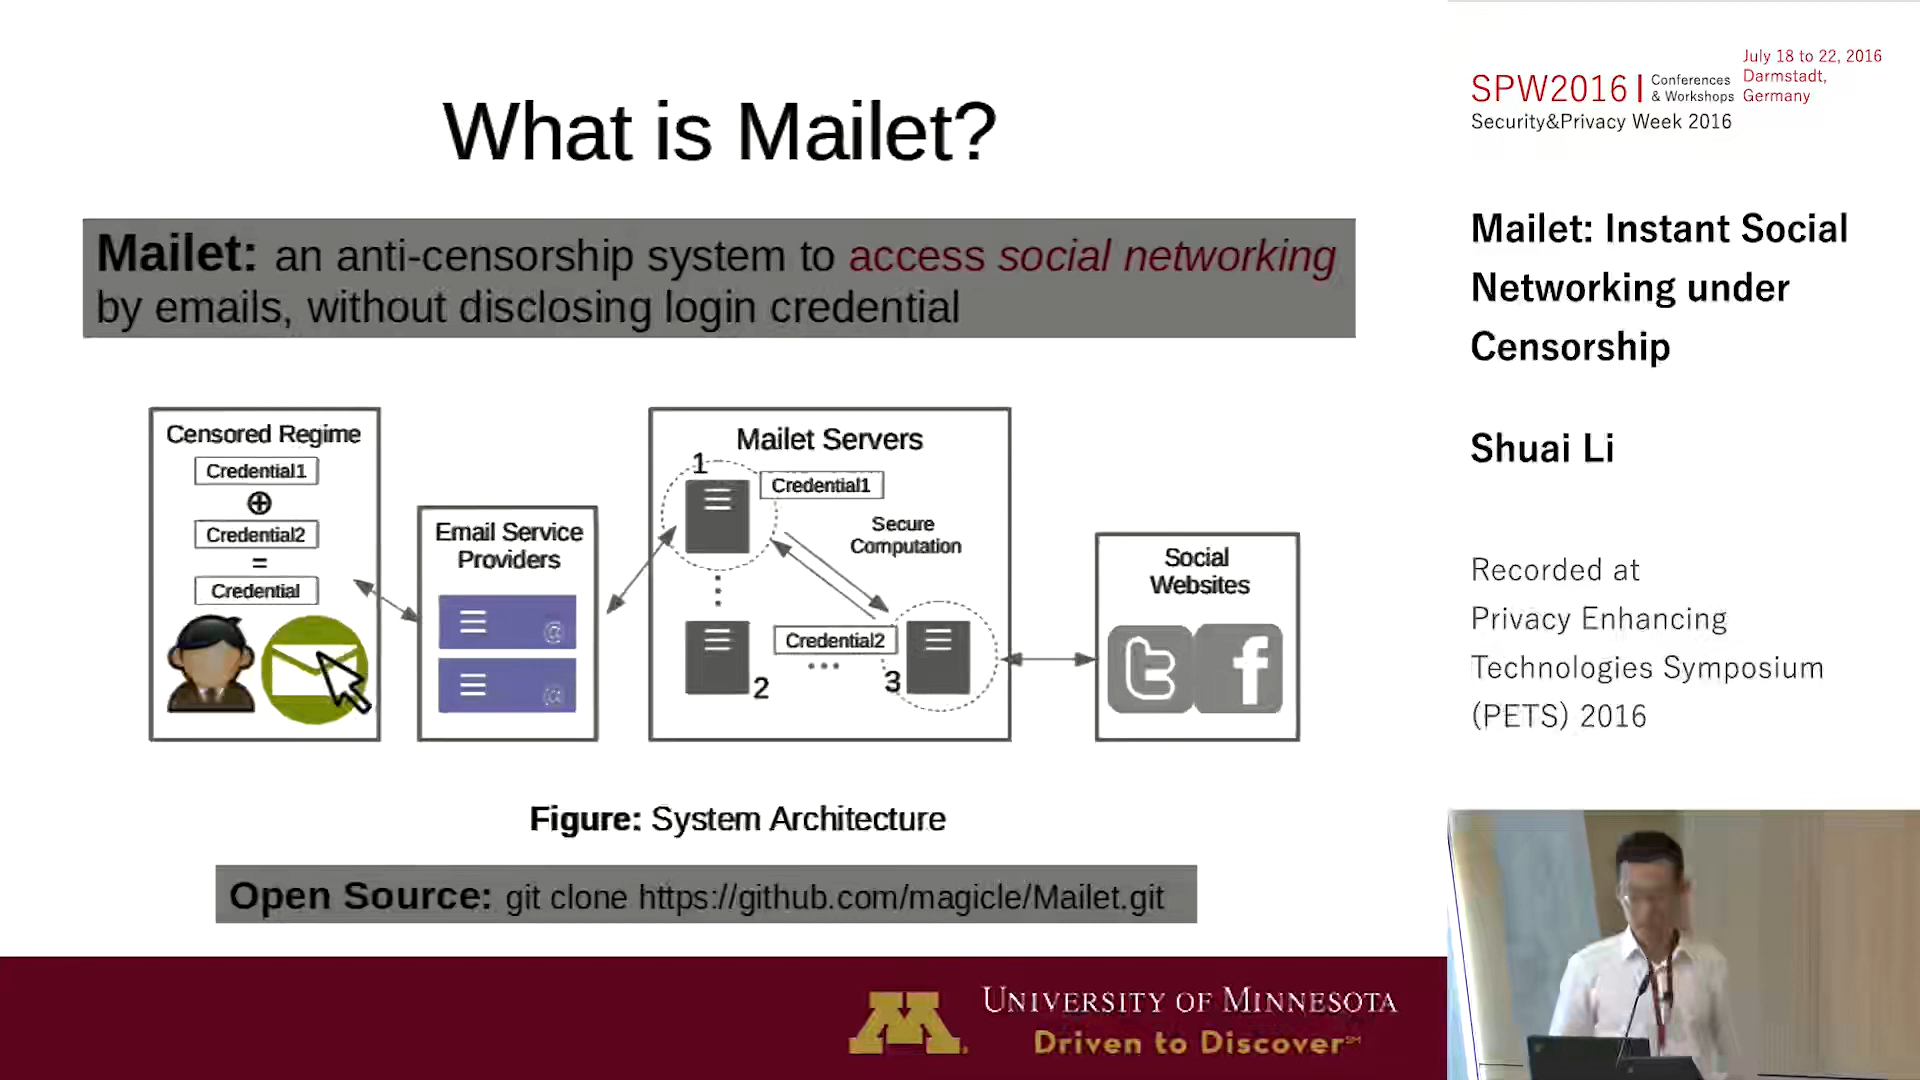 What is Mailet?
Mailet: an anti-censorship system to access social networking
by emails, without disclosing login credential
Censored Regime
Credential1
⊕
Credential2
=
Credential
Email Service
Providers
@
@
Mailet Servers
1
Credential1
Secure
Computation
Credential2
2
3
Social
Websites
Figure: System Architecture
Open Source: git clone https://github.com/magicle/Mailet.git
M
UNIVERSITY OF MINNESOTA
Driven to Discover℠
SPW2016 | Conferences
& Workshops
July 18 to 22, 2016
Darmstadt,
Germany
Security&Privacy Week 2016
Mailet: Instant Social
Networking under
Censorship
Shuai Li
Recorded at
Privacy Enhancing
Technologies Symposium
(PETS) 2016